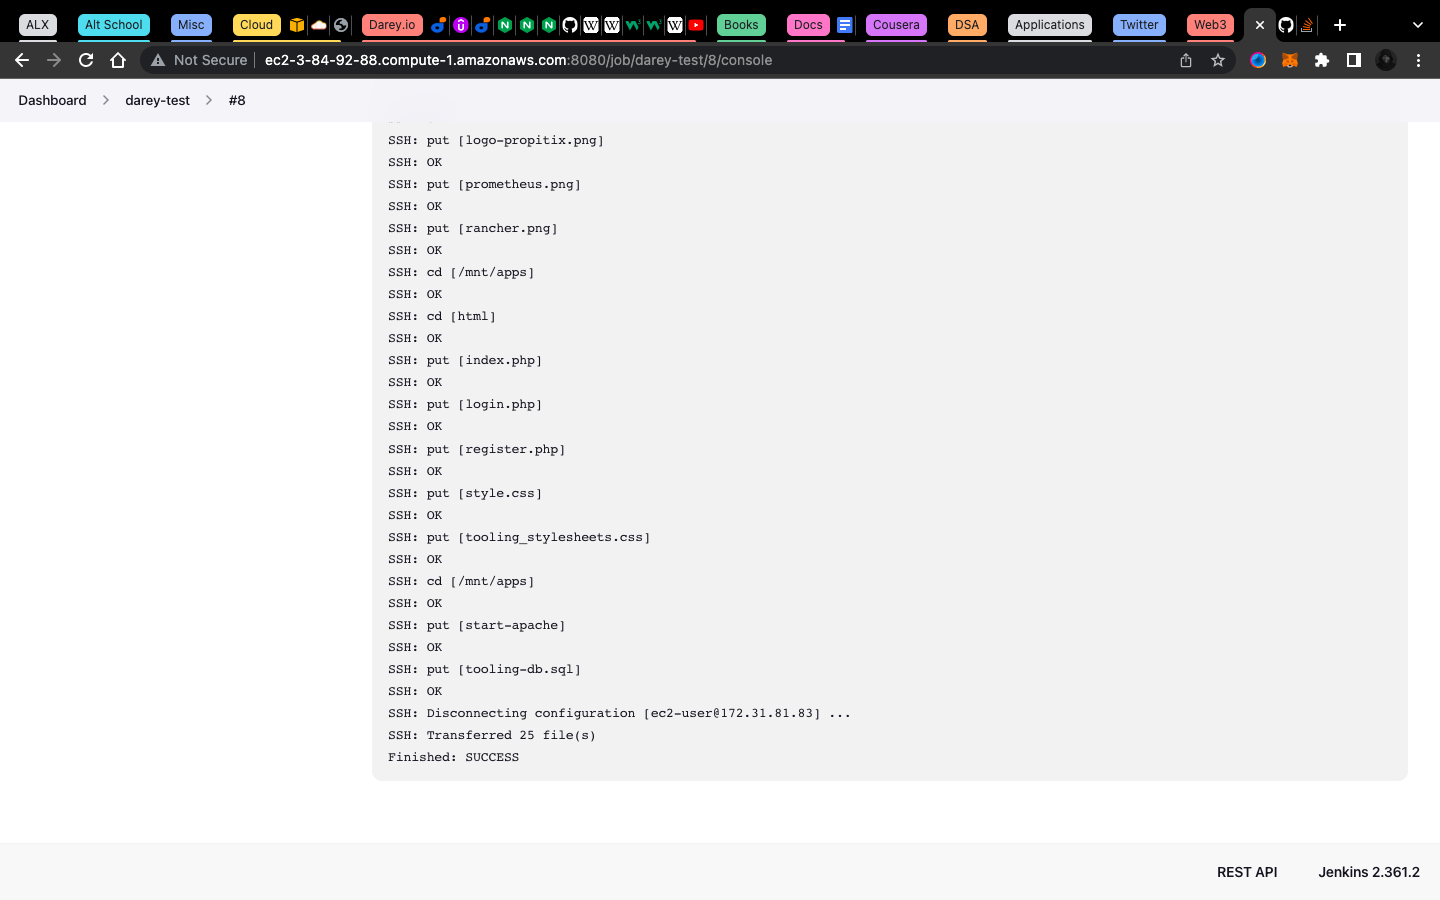 ALX Alt School Misc Cloud Darey.io Books Docs Cousera DSA Applications Twitter Web3
Not Secure ec2-3-84-92-88.compute-1.amazonaws.com:8080/job/darey-test/8/console
Dashboard darey-test #8
SSH: put [logo-propitix.png]
SSH: OK
SSH: put [prometheus.png]
SSH: OK
SSH: put [rancher.png]
SSH: OK
SSH: cd [/mnt/apps]
SSH: OK
SSH: cd [html]
SSH: OK
SSH: put [index.php]
SSH: OK
SSH: put [login.php]
SSH: OK
SSH: put [register.php]
SSH: OK
SSH: put [style.css]
SSH: OK
SSH: put [tooling_stylesheets.css]
SSH: OK
SSH: cd [/mnt/apps]
SSH: OK
SSH: put [start-apache]
SSH: OK
SSH: put [tooling-db.sql]
SSH: OK
SSH: Disconnecting configuration [ec2-user@172.31.81.83] ...
SSH: Transferred 25 file(s)
Finished: SUCCESS
REST API Jenkins 2.361.2